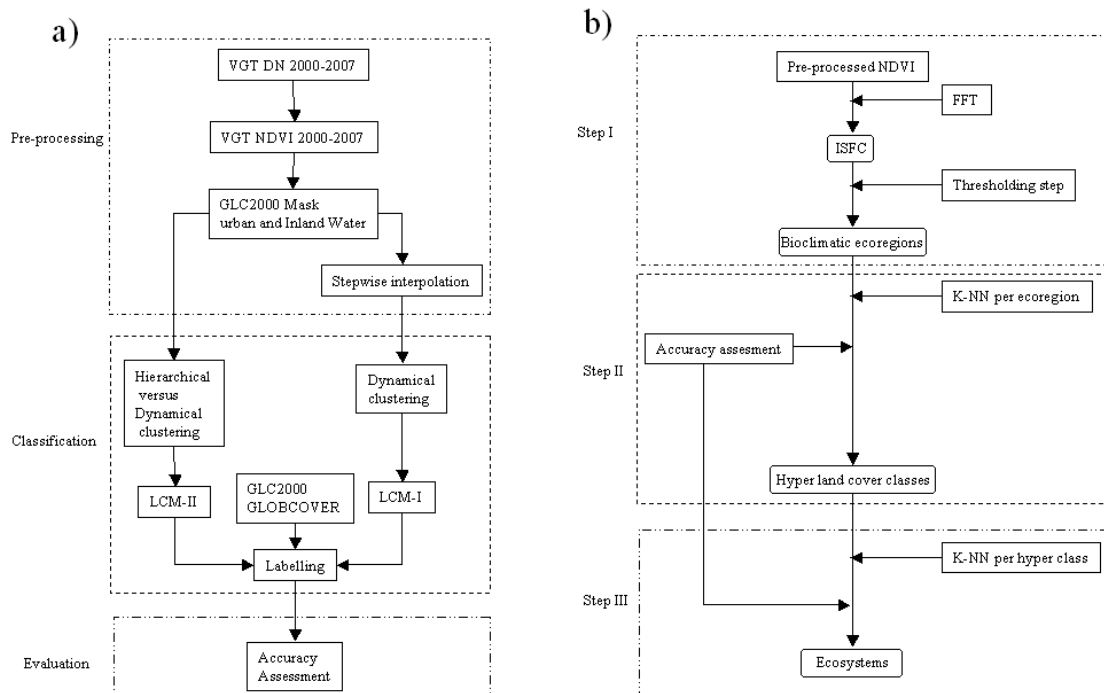 a)
VGT DN 2000-2007
Pre-processing
VGT NDVI 2000-2007
GLC2000 Mask
urban and Inland Water
Stepwise interpolation
Hierarchical
versus
Dynamical
clustering
Dynamical
clustering
Classification
LCM-II
GLC2000
GLOBCOVER
LCM-I
Labelling
Evaluation
Accuracy
Assessment
b)
Pre-processed NDVI
FFT
Step I
ISFC
Thresholding step
Bioclimatic ecoregions
K-NN per ecoregion
Accuracy assesment
Step II
Hyper land cover classes
K-NN per hyper class
Step III
Ecosystems